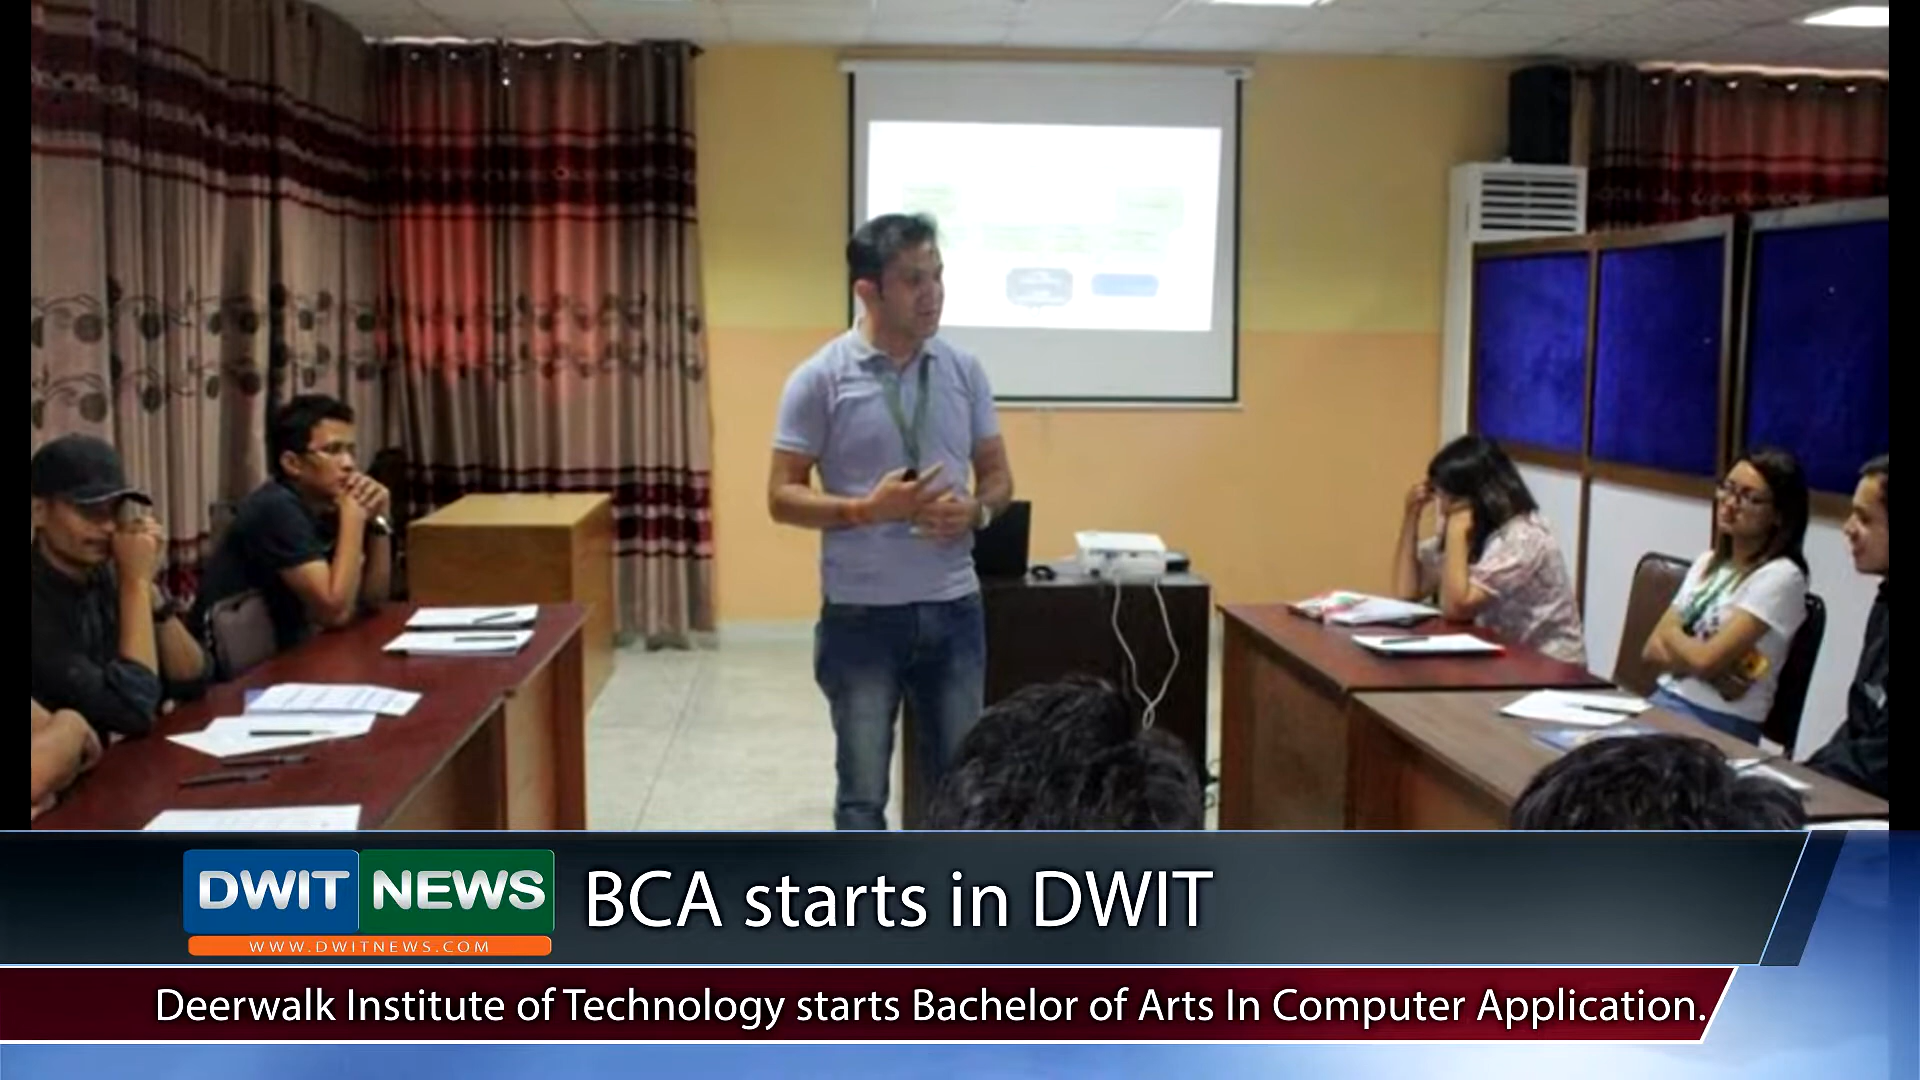 DWIT NEWS
WWW.DWITNEWS.COM
BCA starts in DWIT
Deerwalk Institute of Technology starts Bachelor of Arts In Computer Application.